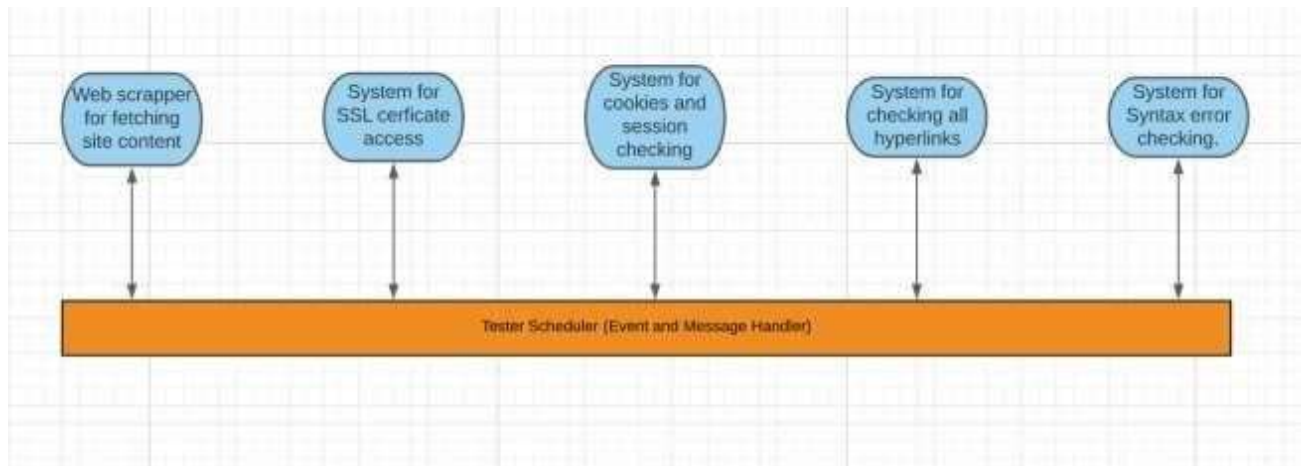 Web scrapper
for fetching
site content
System for
SSL cerficate
access
System for
cookies and
session
checking
System for
checking all
hyperlinks
System for
Syntax error
checking.
Tester Scheduler (Event and Message Handler)